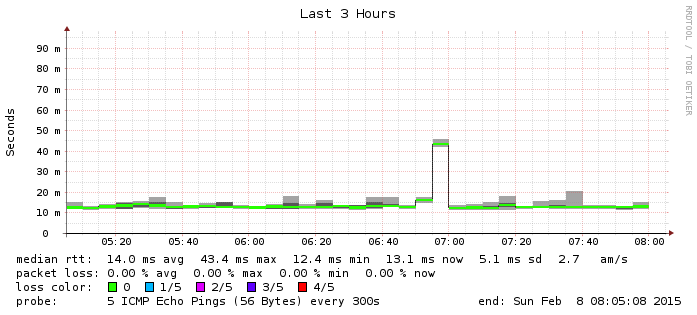 Last 3 Hours
RRDTOOL / TOBI OETIKER
Seconds
90 m
80 m
70 m
60 m
50 m
40 m
30 m
20 m
10 m
0
05:20 05:40 06:00 06:20 06:40 07:00 07:20 07:40 08:00
median rtt: 14.0 ms avg 43.4 ms max 12.4 ms min 13.1 ms now 5.1 ms sd 2.7 am/s
packet loss: 0.00 % avg 0.00 % max 0.00 % min 0.00 % now
loss color: 0 1/5 2/5 3/5 4/5
probe: 5 ICMP Echo Pings (56 Bytes) every 300s end: Sun Feb 8 08:05:08 2015